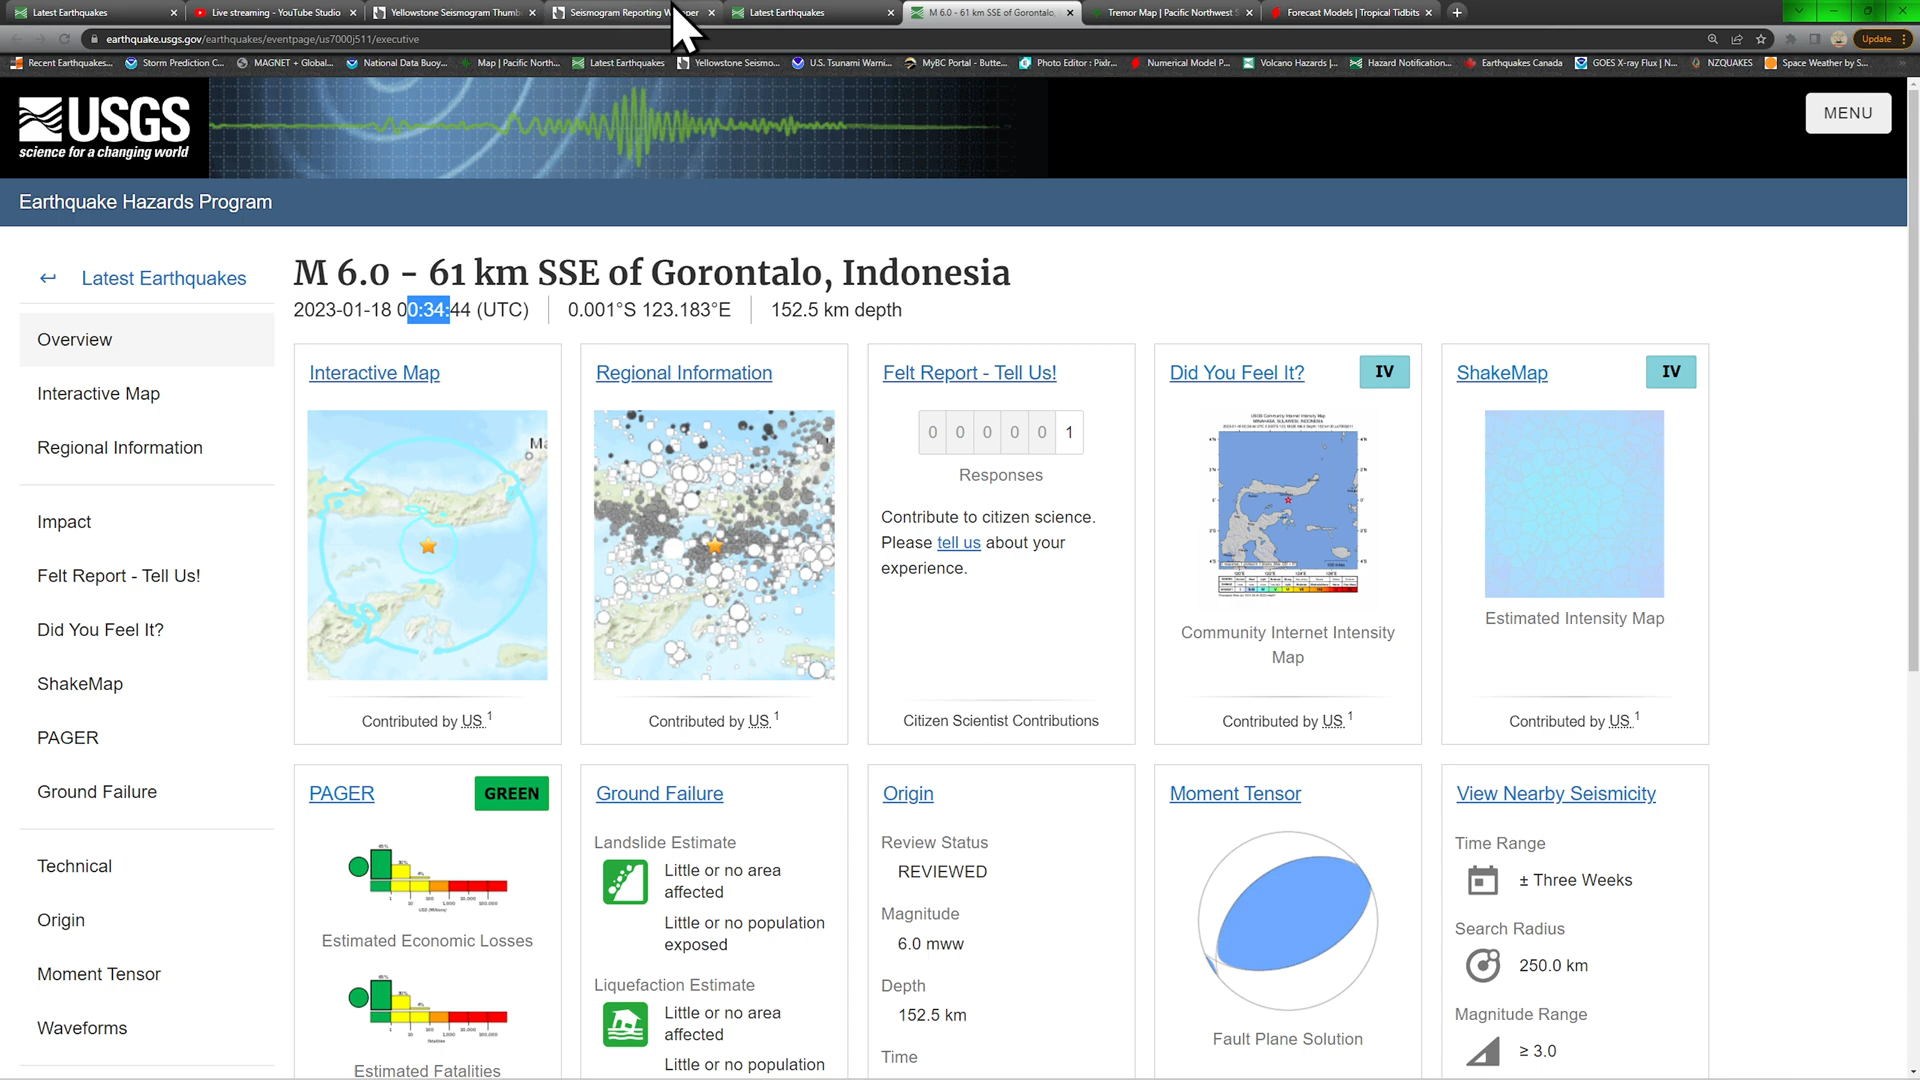 Latest Earthquakes
Live streaming - YouTube Studio
Yellowstone Seismogram Thumb
Seismogram Reporting
Latest Earthquakes
M 6.0 - 61 km SSE of Gorontalo,
Tremor Map | Pacific Northwest S
Forecast Models | Tropical Tidbits
earthquake.usgs.gov/earthquakes/eventpage/us7000j511/executive
Update
Recent Earthquakes...
Storm Prediction C...
MAGNET + Global...
National Data Buoy...
Map | Pacific North...
Latest Earthquakes
Yellowstone Seismo...
U.S. Tsunami Warni...
MyBC Portal - Butte...
Photo Editor : Pixlr...
Numerical Model P...
Volcano Hazards |...
Hazard Notification...
Earthquakes Canada
GOES X-ray Flux | N...
NZQUAKES
Space Weather by S...
USGS
science for a changing world
MENU
Earthquake Hazards Program
Latest Earthquakes
Overview
Interactive Map
Regional Information
Impact
Felt Report - Tell Us!
Did You Feel It?
ShakeMap
PAGER
Ground Failure
Technical
Origin
Moment Tensor
Waveforms
M 6.0 - 61 km SSE of Gorontalo, Indonesia
2023-01-18 00:34:44 (UTC)
0.001°S 123.183°E
152.5 km depth
Interactive Map
Ma
Contributed by US 1
Regional Information
Contributed by US 1
Felt Report - Tell Us!
0 0 0 0 0 1
Responses
Contribute to citizen science.
Please tell us about your
experience.
Citizen Scientist Contributions
Did You Feel It?
IV
Community Internet Intensity
Map
Contributed by US 1
ShakeMap
IV
Estimated Intensity Map
Contributed by US 1
PAGER
GREEN
Estimated Economic Losses
Estimated Fatalities
Ground Failure
Landslide Estimate
Little or no area
affected
Little or no population
exposed
Liquefaction Estimate
Little or no area
affected
Little or no population
Origin
Review Status
REVIEWED
Magnitude
6.0 mww
Depth
152.5 km
Time
Moment Tensor
Fault Plane Solution
View Nearby Seismicity
Time Range
± Three Weeks
Search Radius
250.0 km
Magnitude Range
≥ 3.0